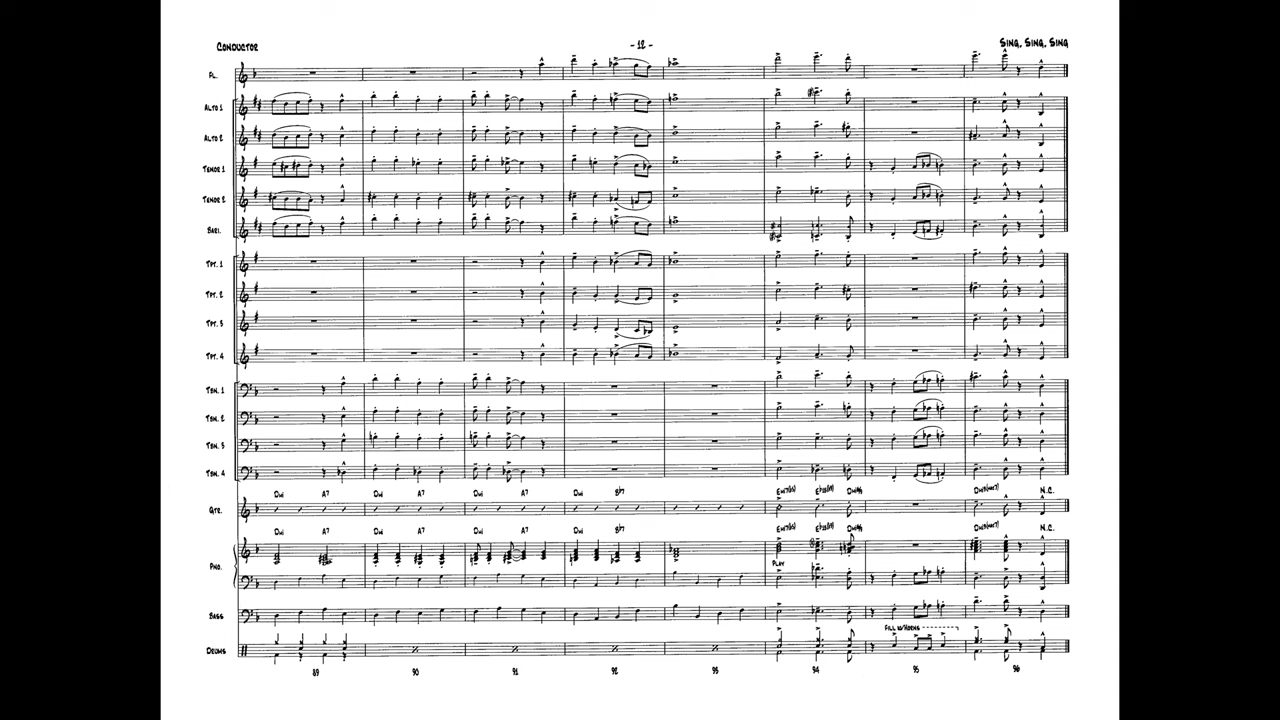 CONDUCTOR - 12 - SING, SING, SING
FL.
ALTO 1
ALTO 2
TENOR 1
TENOR 2
BARI.
TPT. 1
TPT. 2
TPT. 3
TPT. 4
TBN. 1
TBN. 2
TBN. 3
TBN. 4
DMI A7 DMI A7 DMI A7 DMI B♭7
GTR.
DMI A7 DMI A7 DMI A7 DMI B♭7
N.C.
N.C.
PNO.
PLAY
BASS
FILL W/HORNS
DRUMS
89 90 91 92 93 94 95 96